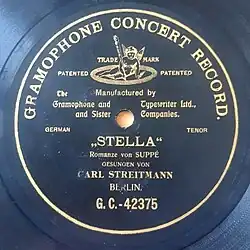 GRAMOPHONE CONCERT RECORD.
TRADE MARK
PATENTED PATENTED
The Manufactured by
Gramophone and Typewriter Ltd.,
and Sister Companies.
GERMAN TENOR
„STELLA“
Romanze von SUPPÉ
GESUNGEN VON
CARL STREITMANN
BERLIN.
G. C.-42375